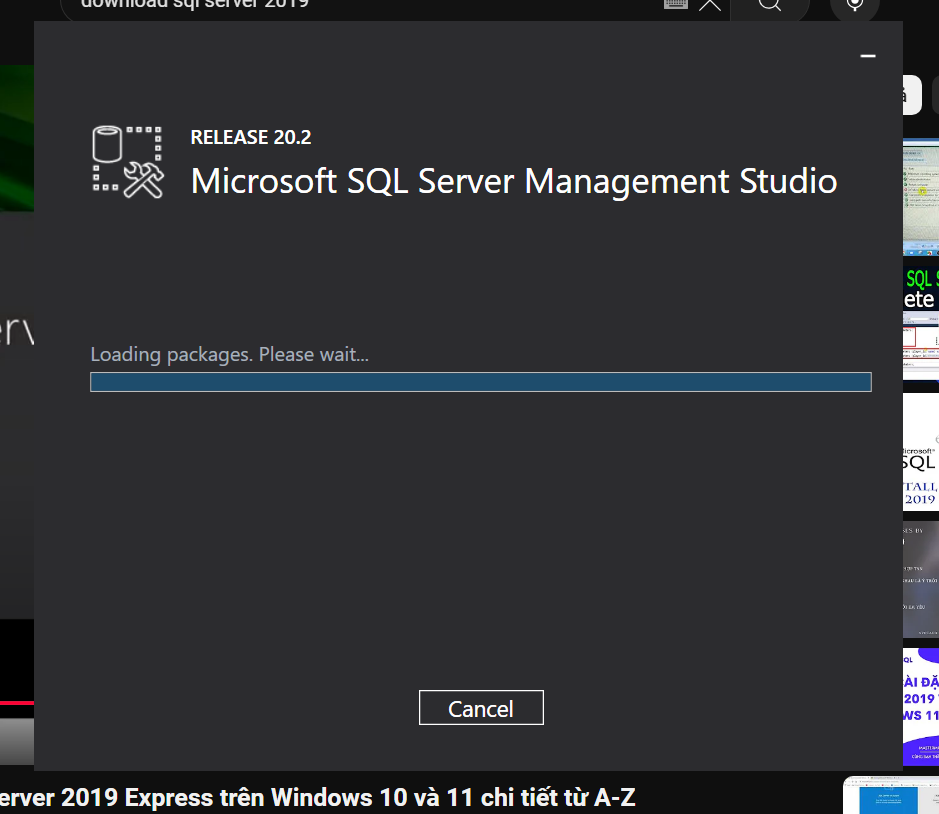 download sql server 2019
RELEASE 20.2
Microsoft SQL Server Management Studio
Loading packages. Please wait...
Cancel
SQL
ete
SQL
2019
2019
erver 2019 Express trên Windows 10 và 11 chi tiết từ A-Z